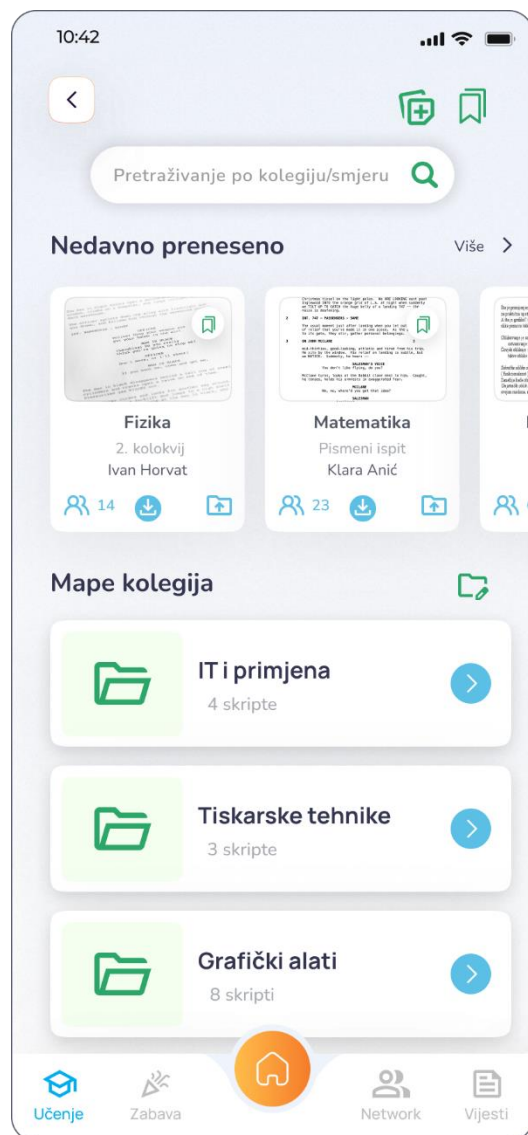 10:42
Pretraživanje po kolegiju/smjeru
Nedavno preneseno
Više
Fizika
2. kolokvij
Ivan Horvat
14
Matematika
Pismeni ispit
Klara Anić
23
Mape kolegija
IT i primjena
4 skripte
Tiskarske tehnike
3 skripte
Grafički alati
8 skripti
Učenje
Zabava
Network
Vijesti